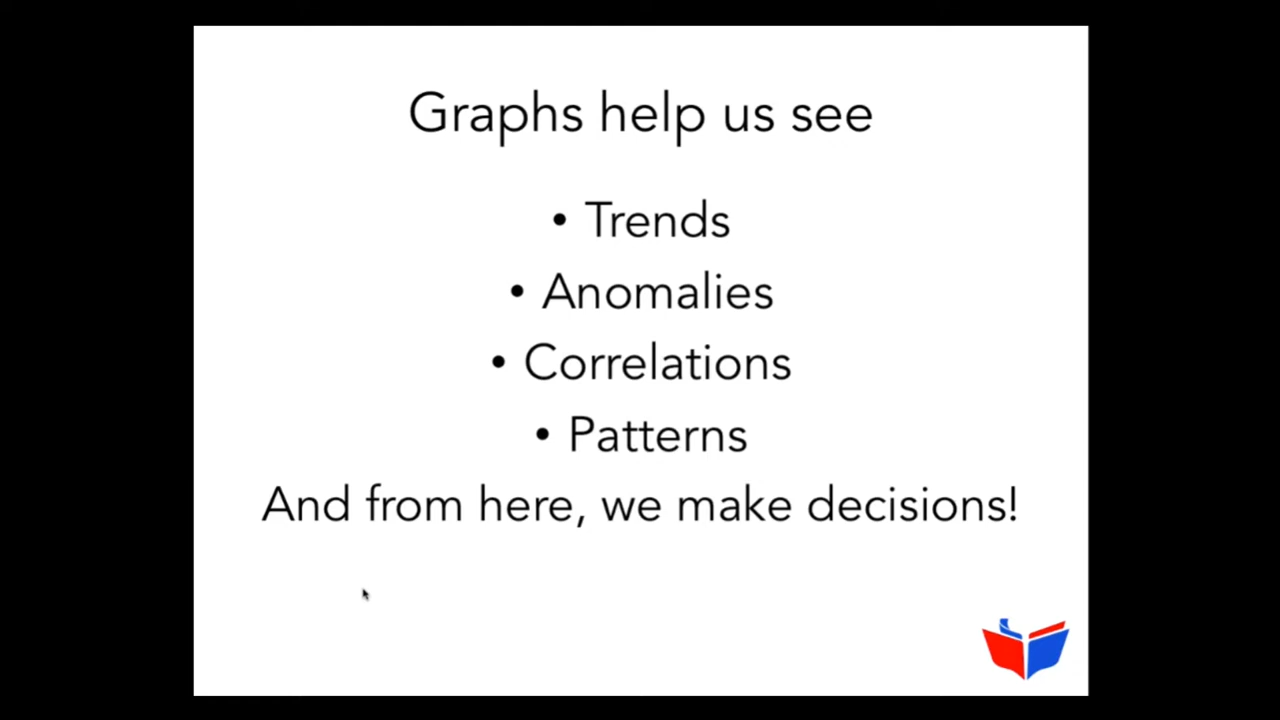 Graphs help us see
• Trends
• Anomalies
• Correlations
• Patterns
And from here, we make decisions!